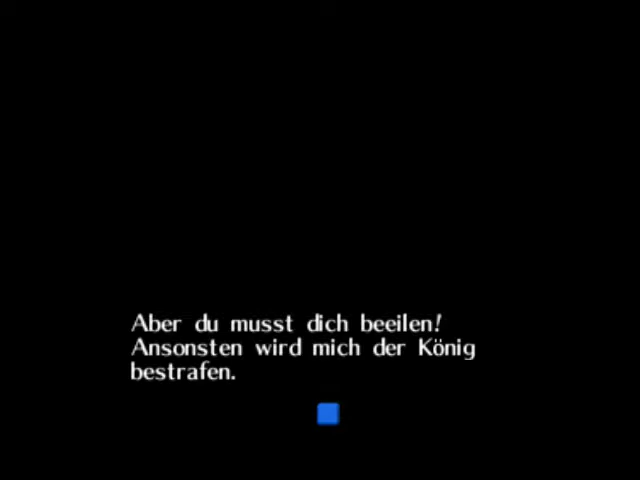 Aber du musst dich beeilen!
Ansonsten wird mich der König
bestrafen.